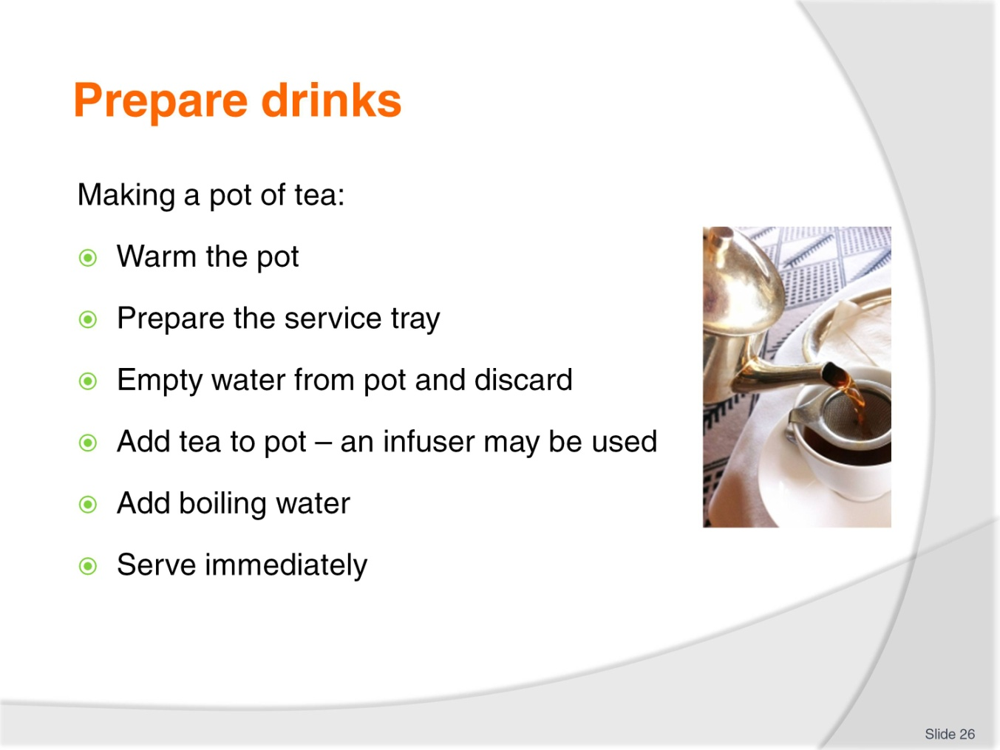 Prepare drinks
Making a pot of tea:
Warm the pot
Prepare the service tray
Empty water from pot and discard
Add tea to pot – an infuser may be used
Add boiling water
Serve immediately
Slide 26